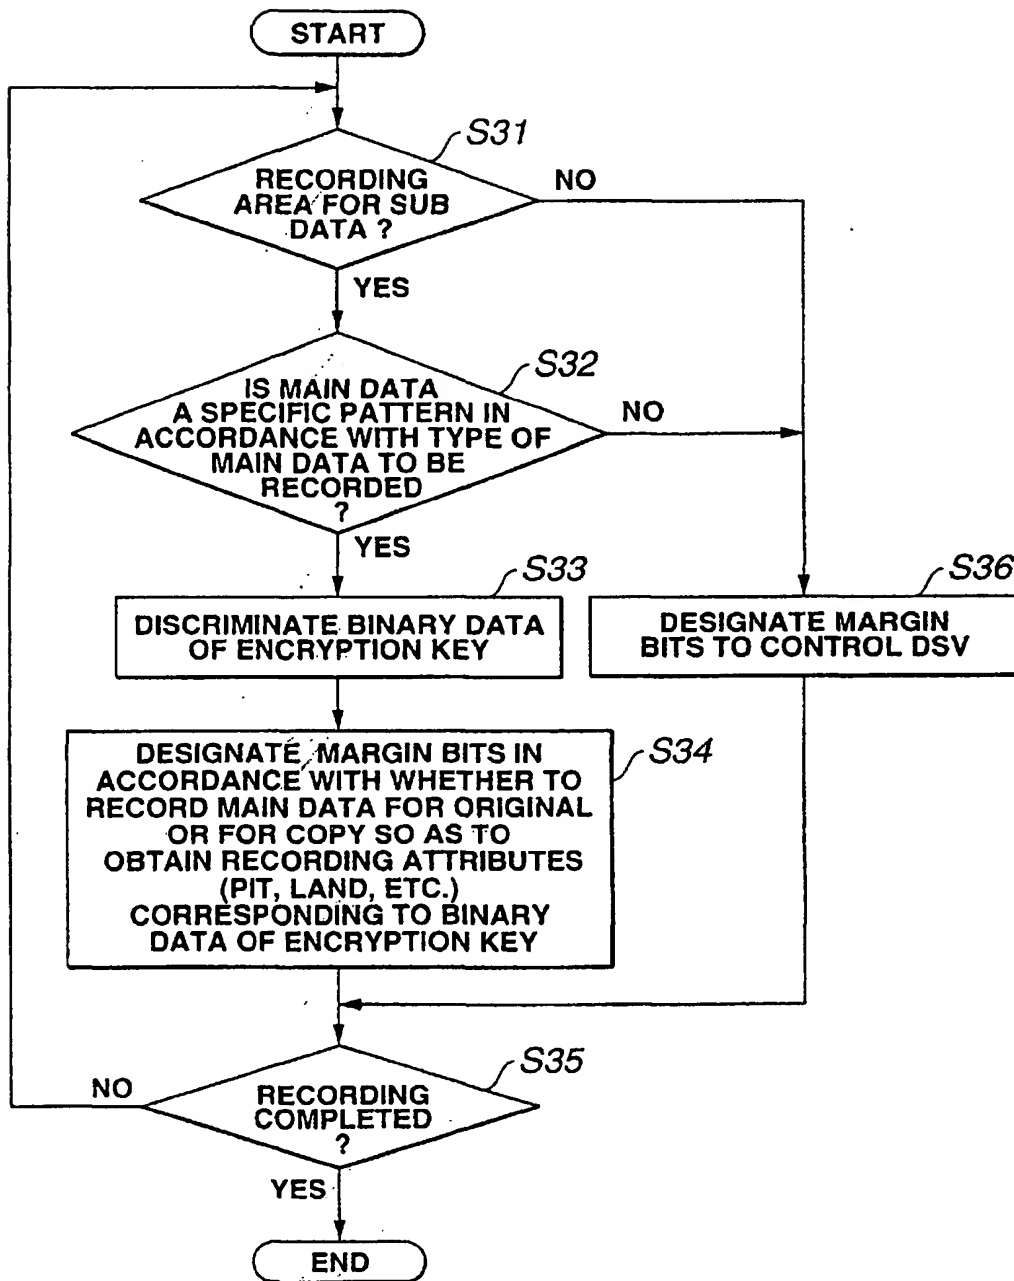 START
S31
RECORDING
AREA FOR SUB
DATA ?
NO
YES
S32
IS MAIN DATA
A SPECIFIC PATTERN IN
ACCORDANCE WITH TYPE OF
MAIN DATA TO BE
RECORDED
?
NO
YES
S33
DISCRIMINATE BINARY DATA
OF ENCRYPTION KEY
S36
DESIGNATE MARGIN
BITS TO CONTROL DSV
S34
DESIGNATE MARGIN BITS IN
ACCORDANCE WITH WHETHER TO
RECORD MAIN DATA FOR ORIGINAL
OR FOR COPY SO AS TO
OBTAIN RECORDING ATTRIBUTES
(PIT, LAND, ETC.)
CORRESPONDING TO BINARY
DATA OF ENCRYPTION KEY
S35
NO
RECORDING
COMPLETED
?
YES
END